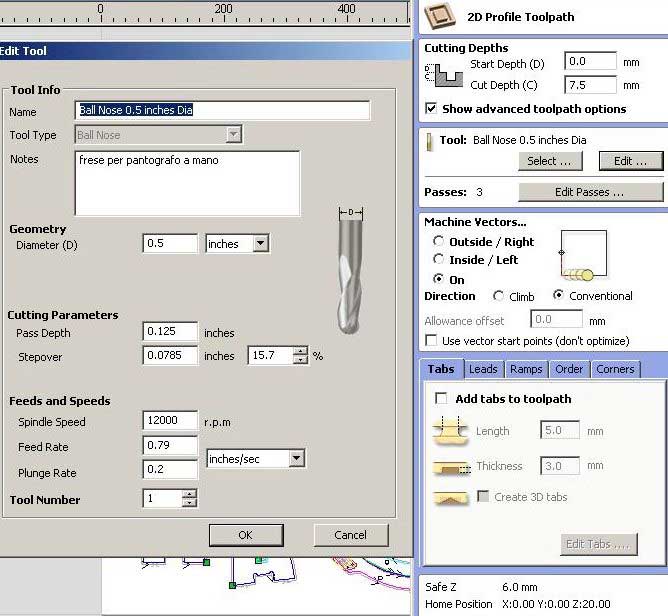 0
200
400
Edit Tool
Tool Info
Name
Ball Nose 0.5 inches Dia
Tool Type
Ball Nose
Notes
frese per pantografo a mano
D
Geometry
Diameter (D)
0.5
inches
Cutting Parameters
Pass Depth
0.125
inches
Stepover
0.0785
inches
15.7
%
Feeds and Speeds
Spindle Speed
12000
r.p.m
Feed Rate
0.79
inches/sec
Plunge Rate
0.2
Tool Number
1
OK
Cancel
2D Profile Toolpath
Cutting Depths
D
C
Start Depth (D)
0.0
mm
Cut Depth (C)
7.5
mm
Show advanced toolpath options
Tool: Ball Nose 0.5 inches Dia
Select ...
Edit ...
Passes: 3
Edit Passes ...
Machine Vectors...
Outside / Right
Inside / Left
On
Direction
Climb
Conventional
Allowance offset
0.0
mm
Use vector start points (don't optimize)
Tabs
Leads
Ramps
Order
Corners
Add tabs to toolpath
Length
5.0
mm
Thickness
3.0
mm
Create 3D tabs
Edit Tabs .....
Safe Z
6.0 mm
Home Position
X:0.00 Y:0.00 Z:20.00